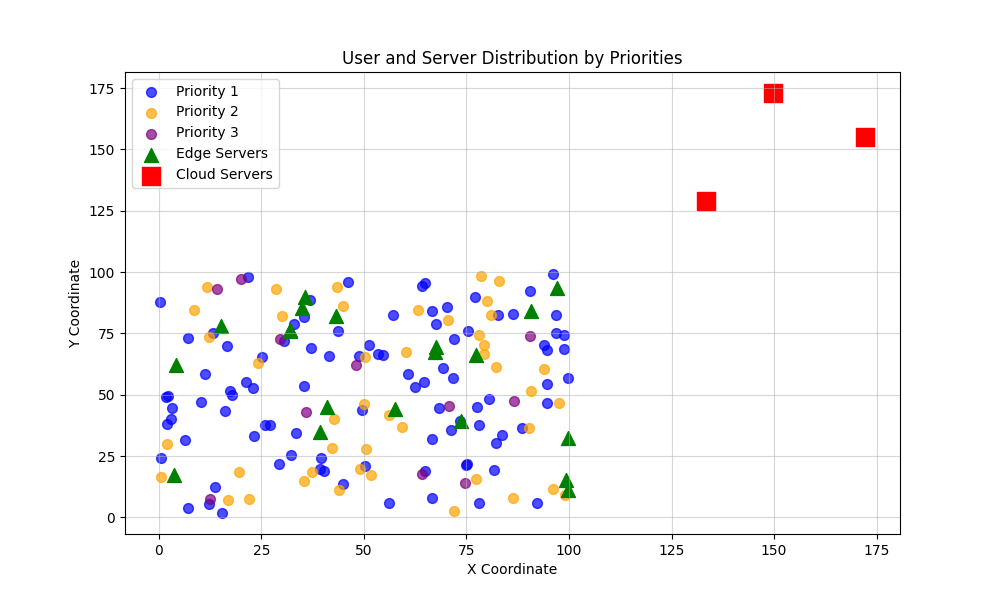 User and Server Distribution by Priorities
Priority 1
Priority 2
Priority 3
Edge Servers
Cloud Servers
Y Coordinate
175
150
125
100
75
50
25
0
0 25 50 75 100 125 150 175
X Coordinate